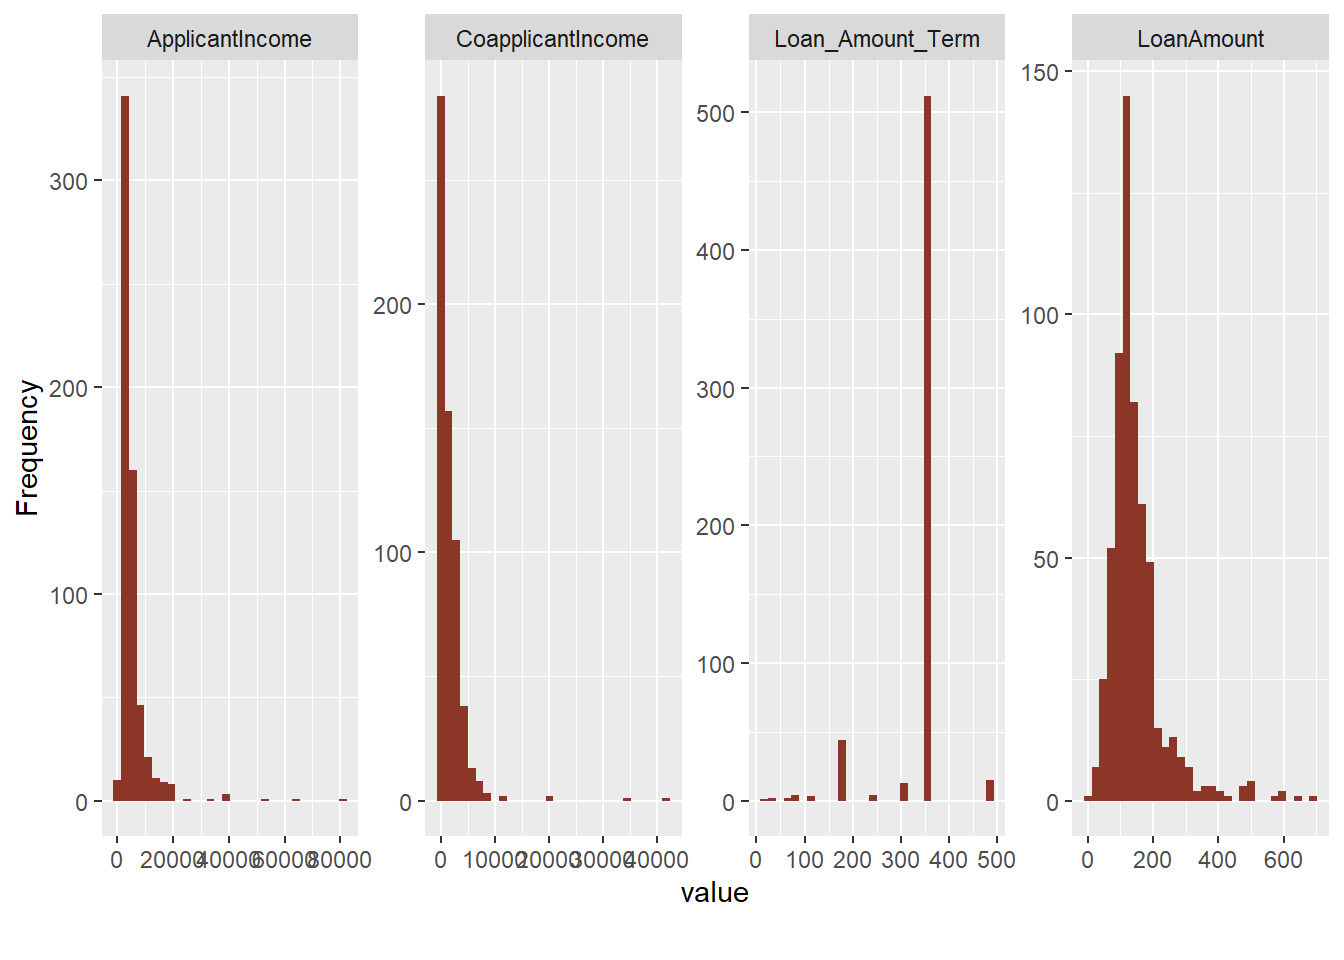 ApplicantIncome
CoapplicantIncome
Loan_Amount_Term
LoanAmount
Frequency
300
200
100
0
200
100
0
500
400
300
200
100
0
150
100
50
0
0 20000 40000 60000 80000
0 10000 20000 30000 40000
0 100 200 300 400 500
0 200 400 600
value